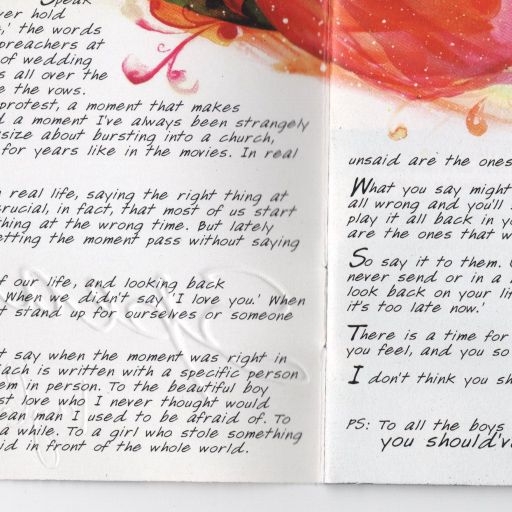 Speak
ver hold
,' the words
preachers at
of wedding
s all over the
e the vows.
protest, a moment that makes
d a moment I've always been strangely
size about bursting into a church,
for years like in the movies. In real
real life, saying the right thing at
crucial, in fact, that most of us start
thing at the wrong time. But lately
etting the moment pass without saying
of our life, and looking back
When we didn't say 'I love you.' When
t stand up for ourselves or someone
t say when the moment was right in
each is written with a specific person
em in person. To the beautiful boy
st love who I never thought would
ean man I used to be afraid of. To
a while. To a girl who stole something
id in front of the whole world.
unsaid are the ones
What you say might
all wrong and you'll
play it all back in yo
are the ones that w
So say it to them.
never send or in a
look back on your li
it's too late now.'
There is a time for
you feel, and you so
I don't think you sh
PS: To all the boys
you should'v